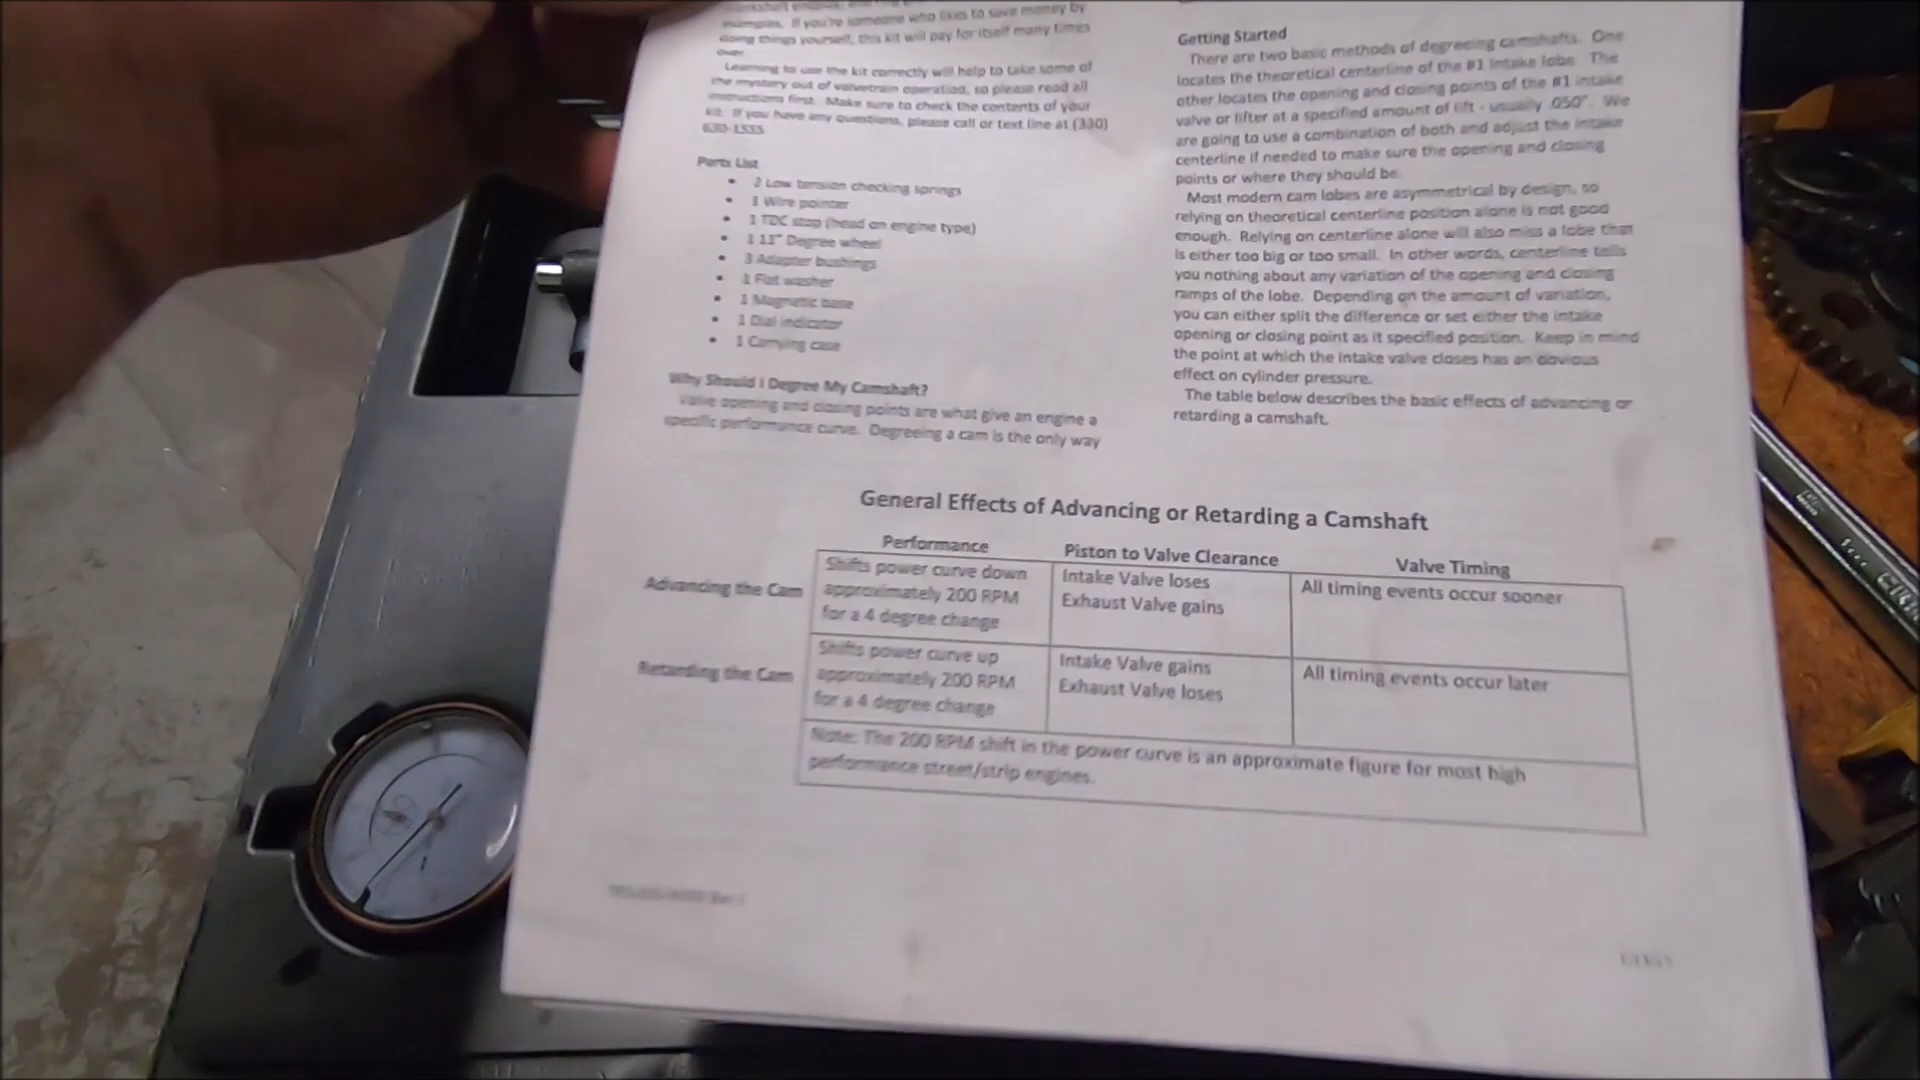 examples. If you're someone who likes to save money by
doing things yourself, this kit will pay for itself many times
over.
Learning to use the kit correctly will help to take some of
the mystery out of valvetrain operation, so please read all
instructions first. Make sure to check the contents of your
kit. If you have any questions, please call or text line at (330)
630-1555.
Parts List
• 2 Low tension checking springs
• 1 Wire pointer
• 1 TDC stop (head on engine type)
• 1 11" Degree wheel
• 3 Adapter bushings
• 1 Flat washer
• 1 Magnetic base
• 1 Dial indicator
• 1 Carrying case
Why Should I Degree My Camshaft?
Valve opening and closing points are what give an engine a
specific performance curve. Degreeing a cam is the only way
Getting Started
There are two basic methods of degreeing camshafts. One
locates the theoretical centerline of the #1 intake lobe. The
other locates the opening and closing points of the #1 intake
valve or lifter at a specified amount of lift - usually .050". We
are going to use a combination of both and adjust the intake
centerline if needed to make sure the opening and closing
points or where they should be.
Most modern cam lobes are asymmetrical by design, so
relying on theoretical centerline position alone is not good
enough. Relying on centerline alone will also miss a lobe that
is either too big or too small. In other words, centerline tells
you nothing about any variation of the opening and closing
ramps of the lobe. Depending on the amount of variation,
you can either split the difference or set either the intake
opening or closing point as it specified position. Keep in mind
the point at which the intake valve closes has an obvious
effect on cylinder pressure.
The table below describes the basic effects of advancing or
retarding a camshaft.
General Effects of Advancing or Retarding a Camshaft
Performance Piston to Valve Clearance Valve Timing
Advancing the Cam
Shifts power curve down
approximately 200 RPM
for a 4 degree change
Intake Valve loses
Exhaust Valve gains
All timing events occur sooner
Retarding the Cam
Shifts power curve up
approximately 200 RPM
for a 4 degree change
Intake Valve gains
Exhaust Valve loses
All timing events occur later
Note: The 200 RPM shift in the power curve is an approximate figure for most high
performance street/strip engines.